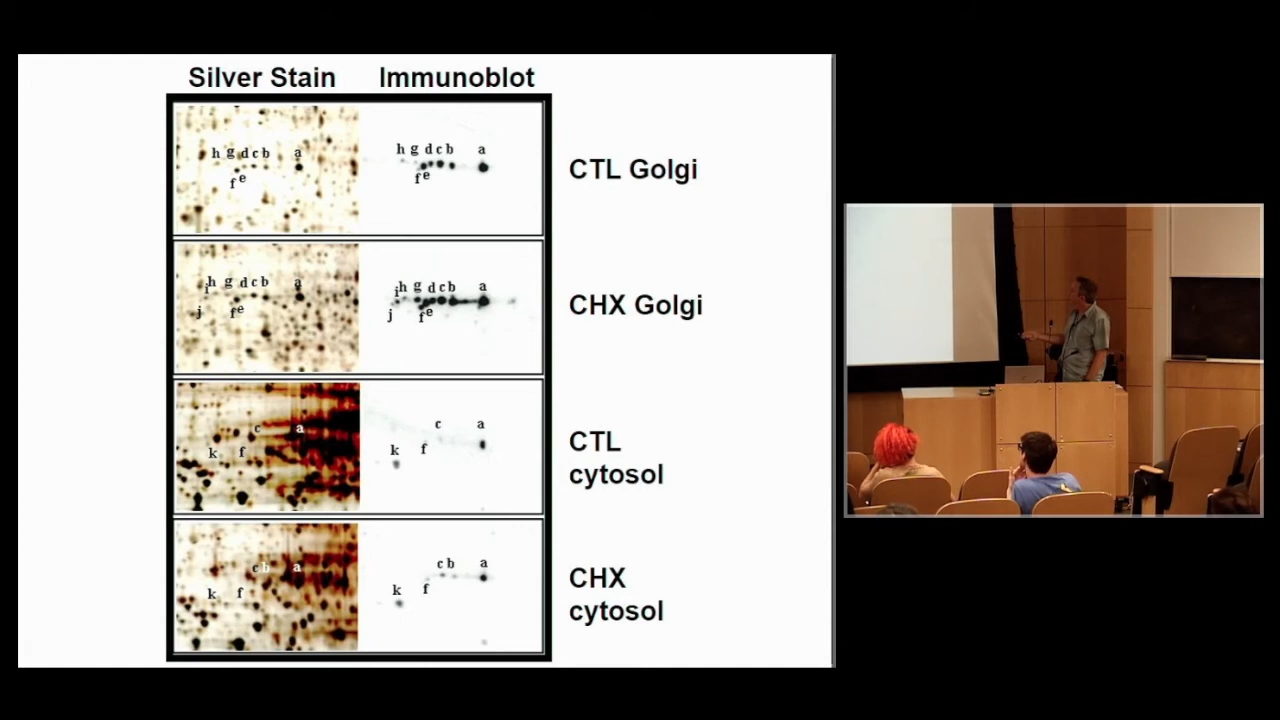 Silver Stain Immunoblot
h g d c b a
f e
h g d c b a
f e
CTL Golgi
i h g d c b a
j f e
i h g d c b a
j f e
CHX Golgi
c a
k f
c a
k f
CTL
cytosol
c b a
k f
c b a
k f
CHX
cytosol